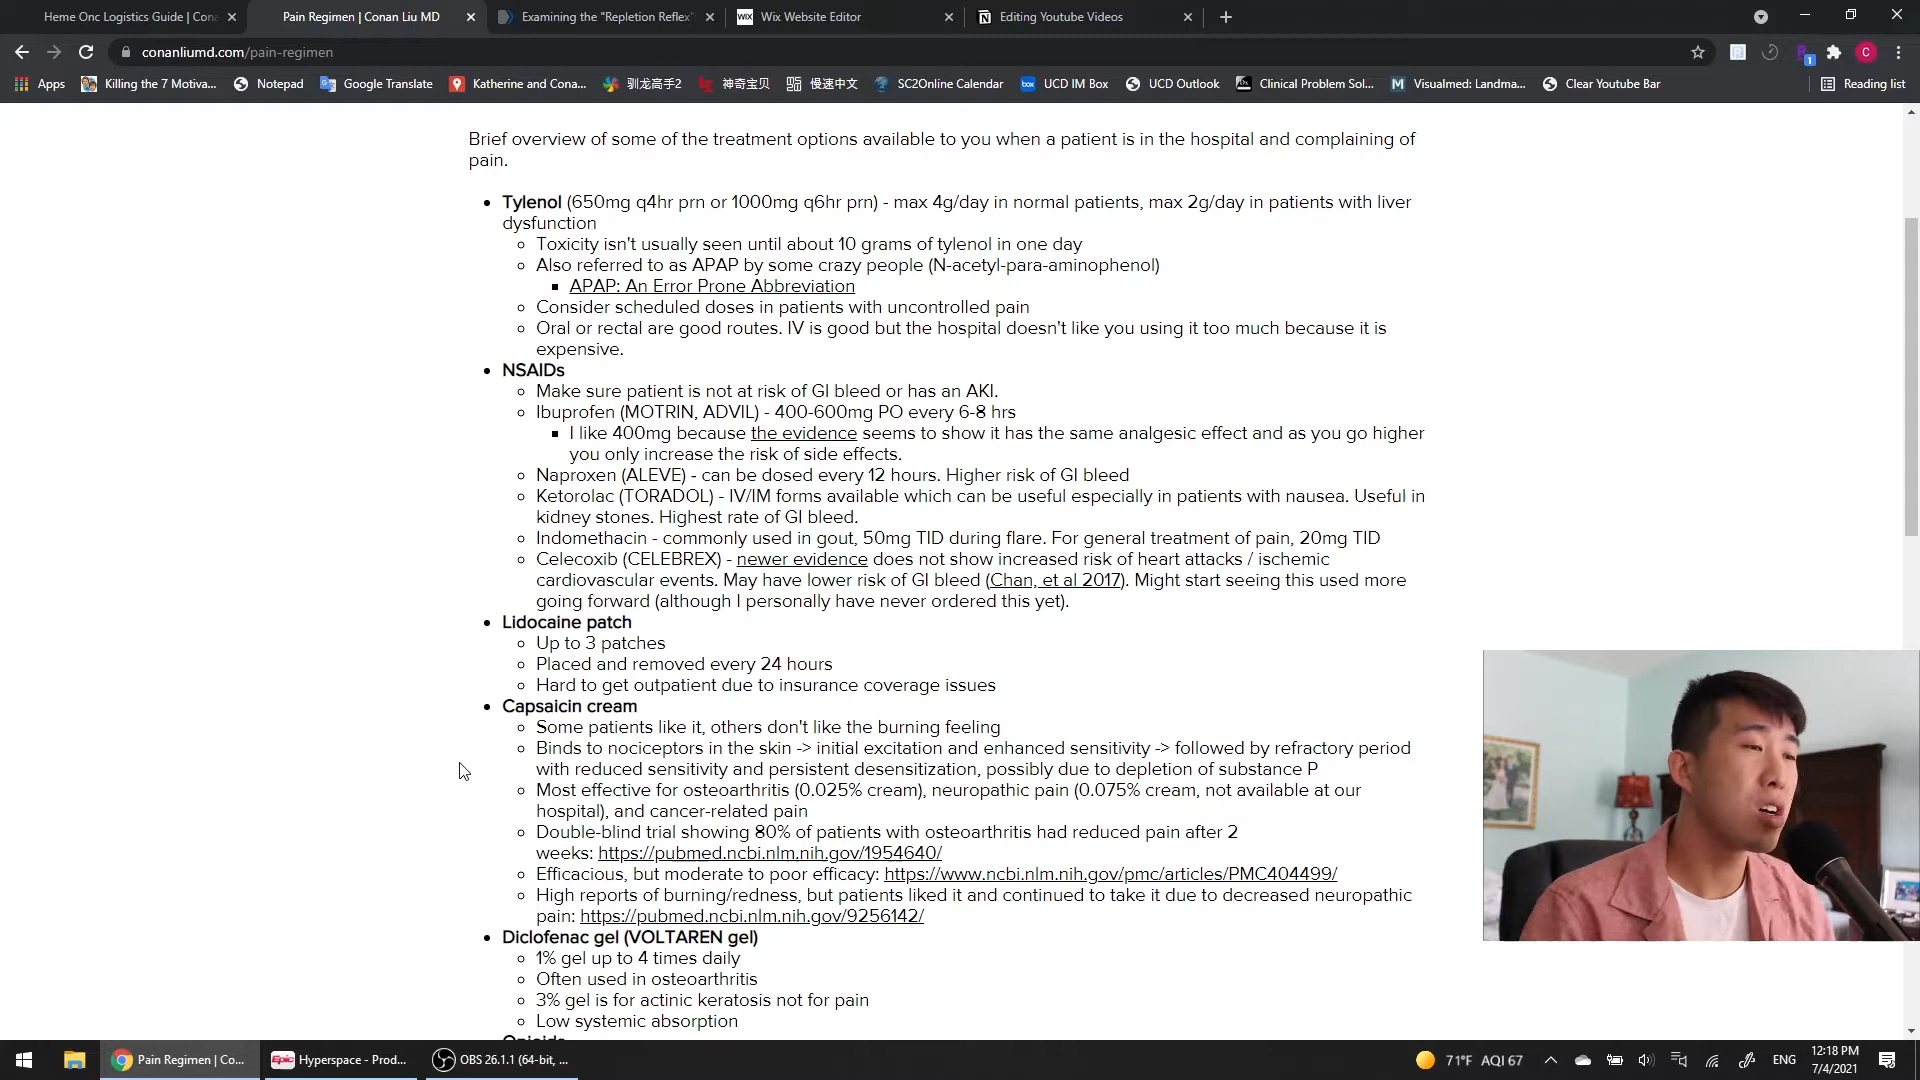 Heme Onc Logistics Guide | Con
Pain Regimen | Conan Liu MD
Examining the "Repletion Reflex"
Wix Website Editor
Editing Youtube Videos
conanliumd.com/pain-regimen
Apps
Killing the 7 Motiva...
Notepad
Google Translate
Katherine and Cona...
驯龙高手2
神奇宝贝
慢速中文
SC2Online Calendar
UCD IM Box
UCD Outlook
Clinical Problem Sol...
Visualmed: Landma...
Clear Youtube Bar
Reading list
Brief overview of some of the treatment options available to you when a patient is in the hospital and complaining of
pain.
Tylenol (650mg q4hr prn or 1000mg q6hr prn) - max 4g/day in normal patients, max 2g/day in patients with liver
dysfunction
Toxicity isn't usually seen until about 10 grams of tylenol in one day
Also referred to as APAP by some crazy people (N-acetyl-para-aminophenol)
APAP: An Error Prone Abbreviation
Consider scheduled doses in patients with uncontrolled pain
Oral or rectal are good routes. IV is good but the hospital doesn't like you using it too much because it is
expensive.
NSAIDs
Make sure patient is not at risk of GI bleed or has an AKI.
Ibuprofen (MOTRIN, ADVIL) - 400-600mg PO every 6-8 hrs
I like 400mg because the evidence seems to show it has the same analgesic effect and as you go higher
you only increase the risk of side effects.
Naproxen (ALEVE) - can be dosed every 12 hours. Higher risk of GI bleed
Ketorolac (TORADOL) - IV/IM forms available which can be useful especially in patients with nausea. Useful in
kidney stones. Highest rate of GI bleed.
Indomethacin - commonly used in gout, 50mg TID during flare. For general treatment of pain, 20mg TID
Celecoxib (CELEBREX) - newer evidence does not show increased risk of heart attacks / ischemic
cardiovascular events. May have lower risk of GI bleed (Chan, et al 2017). Might start seeing this used more
going forward (although I personally have never ordered this yet).
Lidocaine patch
Up to 3 patches
Placed and removed every 24 hours
Hard to get outpatient due to insurance coverage issues
Capsaicin cream
Some patients like it, others don't like the burning feeling
Binds to nociceptors in the skin -> initial excitation and enhanced sensitivity -> followed by refractory period
with reduced sensitivity and persistent desensitization, possibly due to depletion of substance P
Most effective for osteoarthritis (0.025% cream), neuropathic pain (0.075% cream, not available at our
hospital), and cancer-related pain
Double-blind trial showing 80% of patients with osteoarthritis had reduced pain after 2
weeks: https://pubmed.ncbi.nlm.nih.gov/1954640/
Efficacious, but moderate to poor efficacy: https://www.ncbi.nlm.nih.gov/pmc/articles/PMC404499/
High reports of burning/redness, but patients liked it and continued to take it due to decreased neuropathic
pain: https://pubmed.ncbi.nlm.nih.gov/9256142/
Diclofenac gel (VOLTAREN gel)
1% gel up to 4 times daily
Often used in osteoarthritis
3% gel is for actinic keratosis not for pain
Low systemic absorption
Opioids
Pain Regimen | Co...
Epic Hyperspace - Prod...
OBS 26.1.1 (64-bit, ...
71°F AQI 67
ENG
12:18 PM
7/4/2021